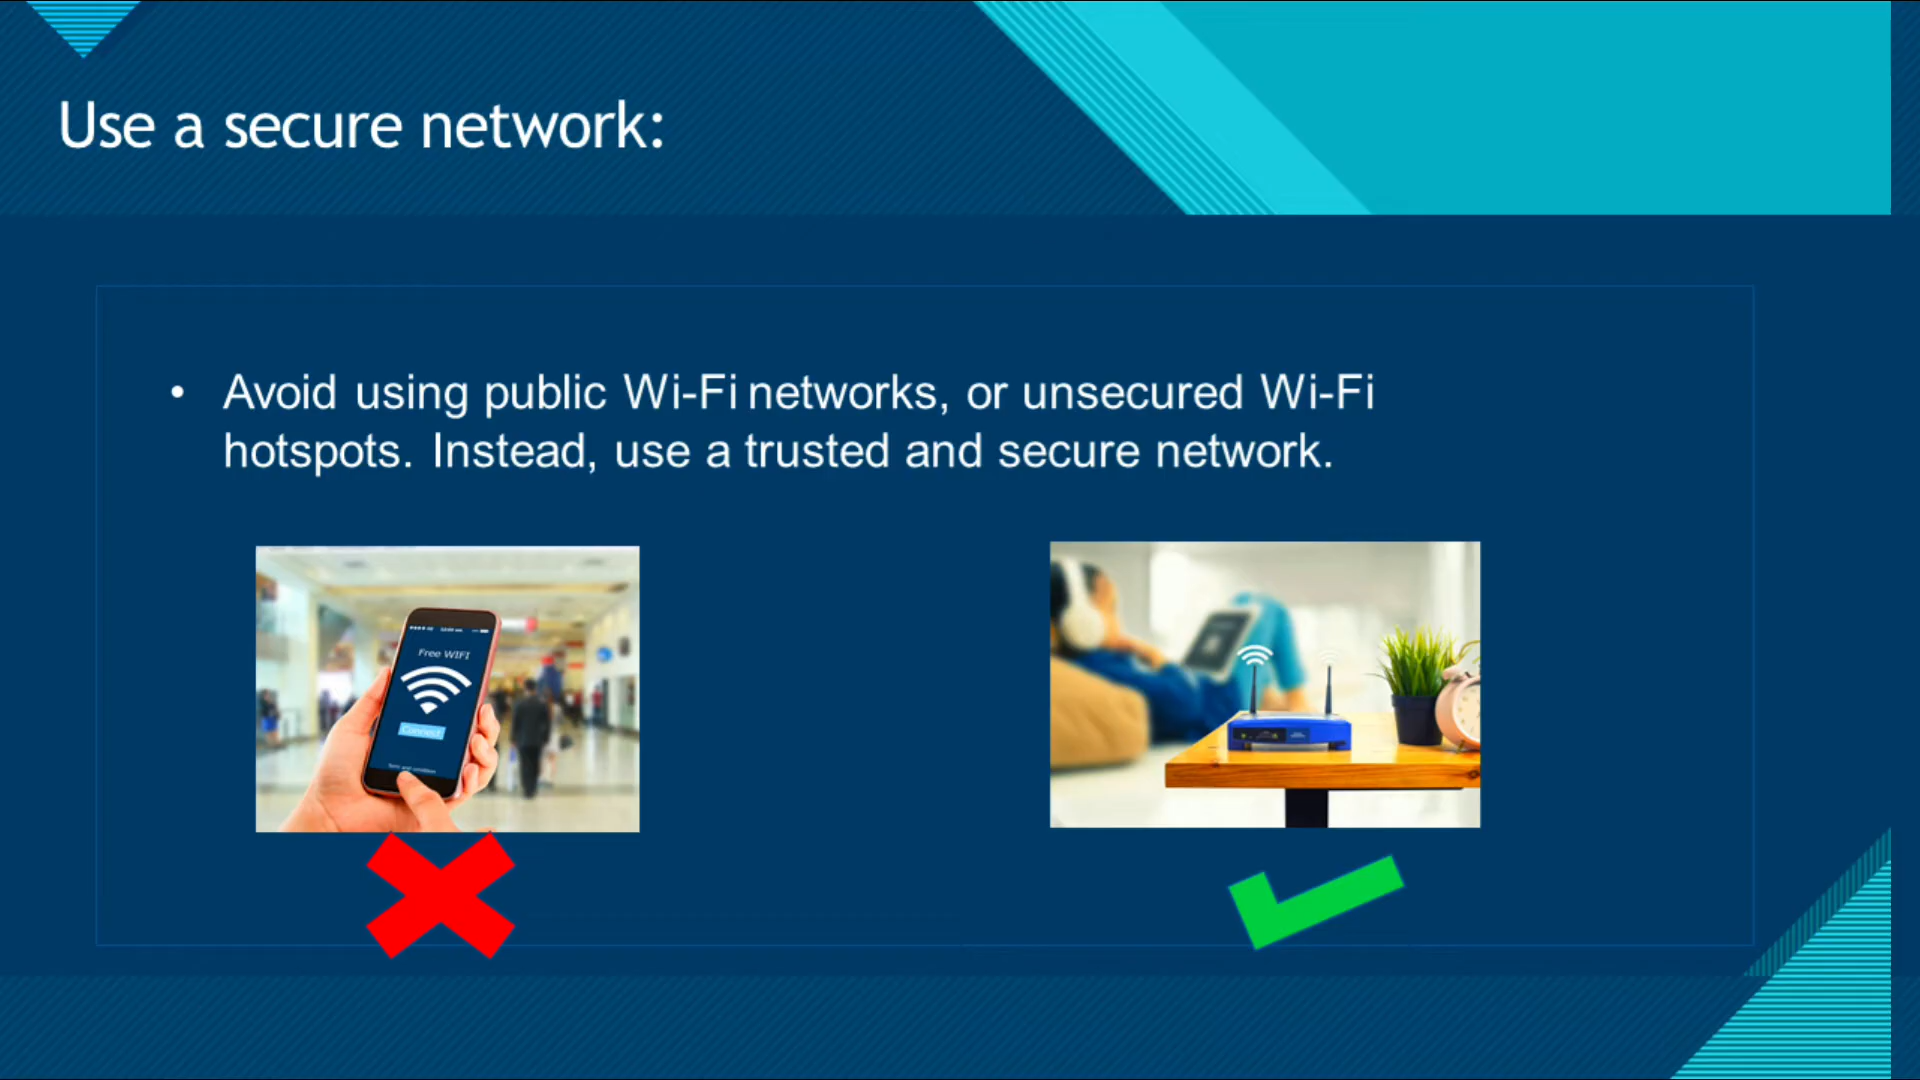 Use a secure network:
• Avoid using public Wi-Fi networks, or unsecured Wi-Fi
hotspots. Instead, use a trusted and secure network.
Free WIFI
Connect